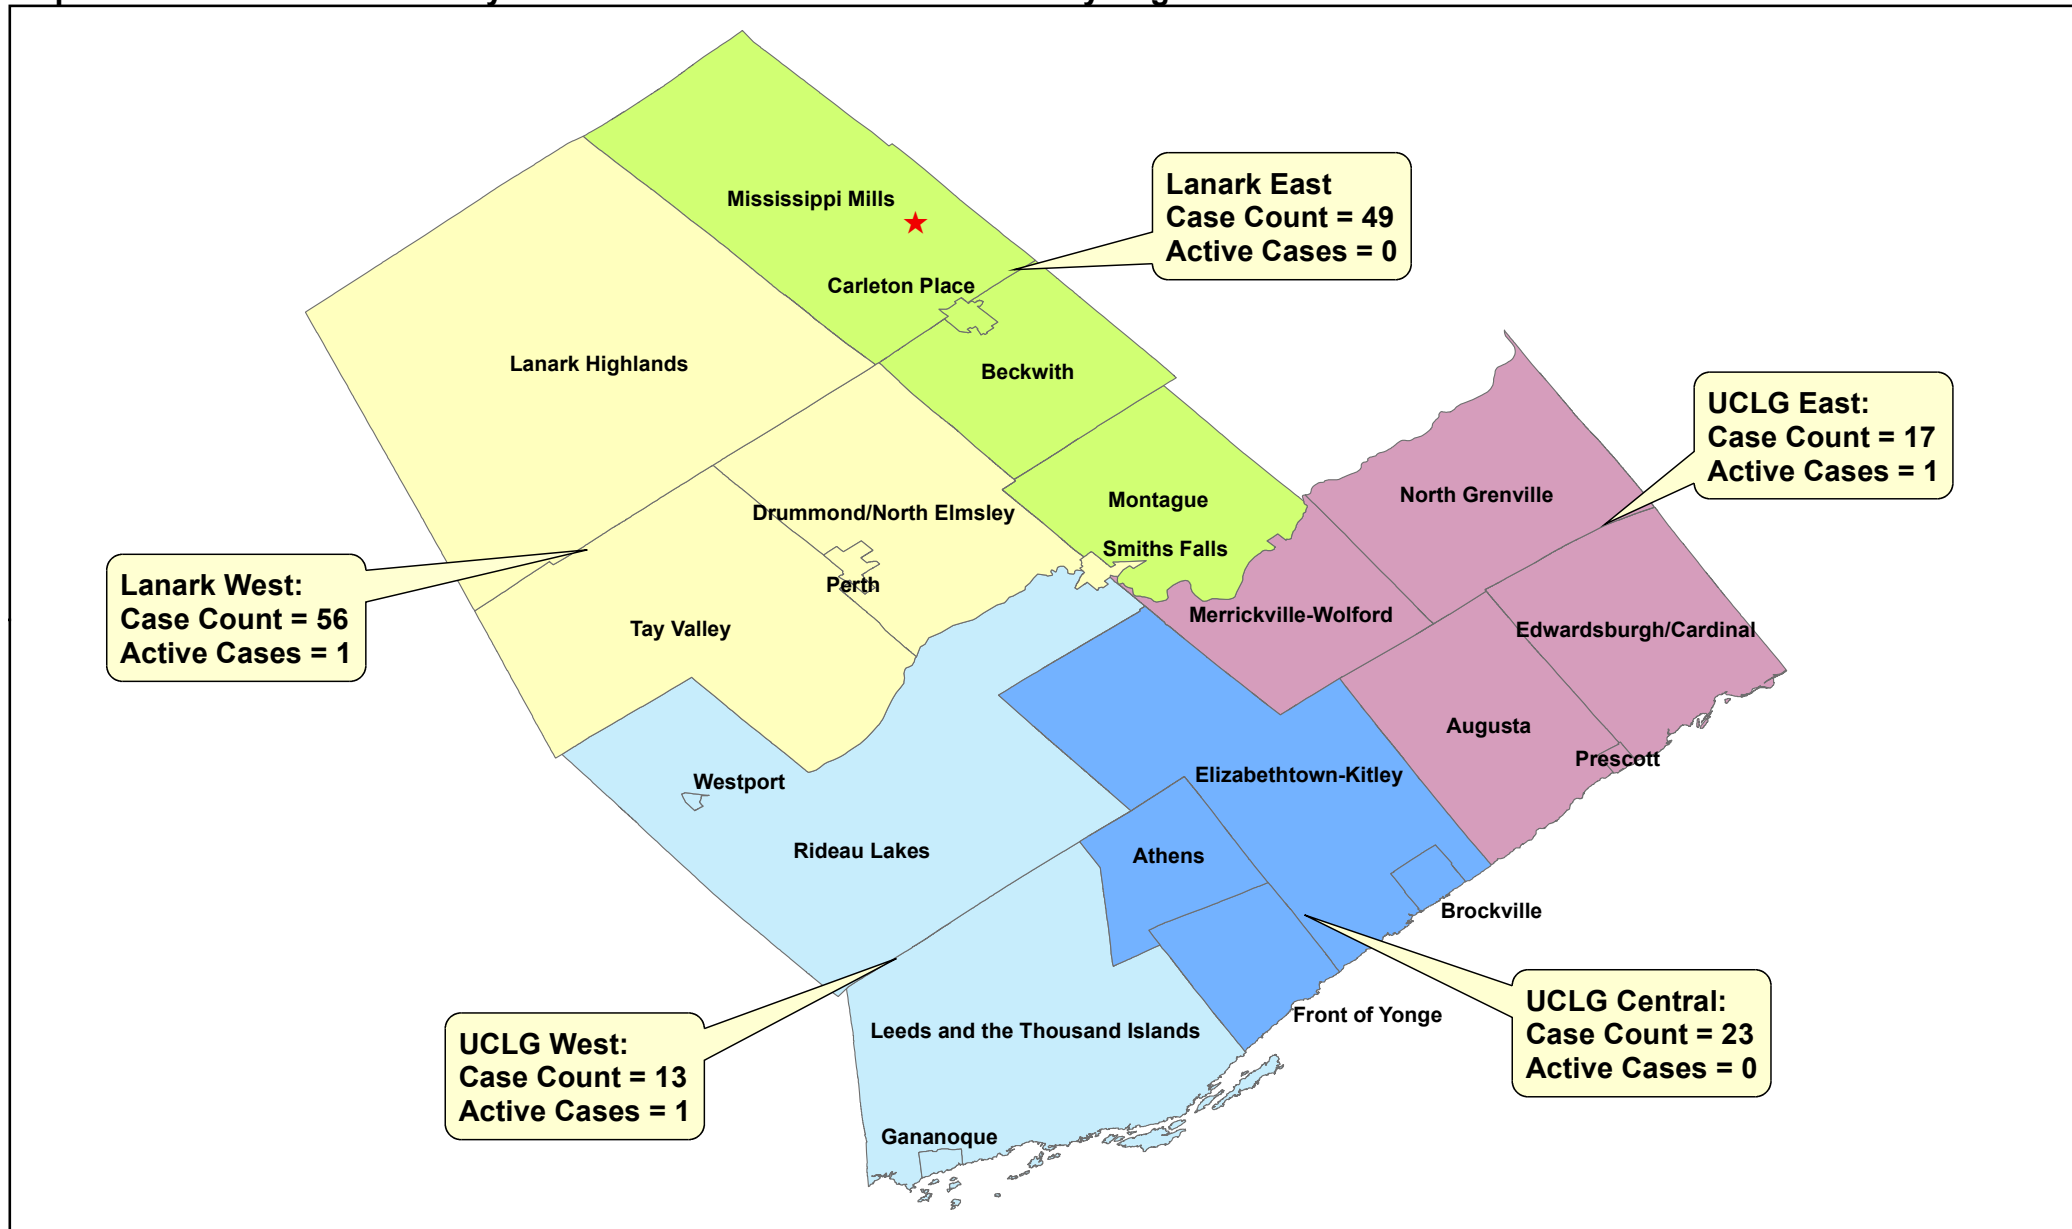 Mississippi Mills
Lanark East
Case Count = 49
Active Cases = 0
Carleton Place
Lanark Highlands
Beckwith
UCLG East:
Case Count = 17
Active Cases = 1
North Grenville
Montague
Drummond/North Elmsley
Smiths Falls
Perth
Lanark West:
Case Count = 56
Active Cases = 1
Tay Valley
Merrickville-Wolford
Edwardsburgh/Cardinal
Augusta
Prescott
Westport
Elizabethtown-Kitley
Rideau Lakes
Athens
Brockville
Front of Yonge
UCLG Central:
Case Count = 23
Active Cases = 0
Leeds and the Thousand Islands
UCLG West:
Case Count = 13
Active Cases = 1
Gananoque